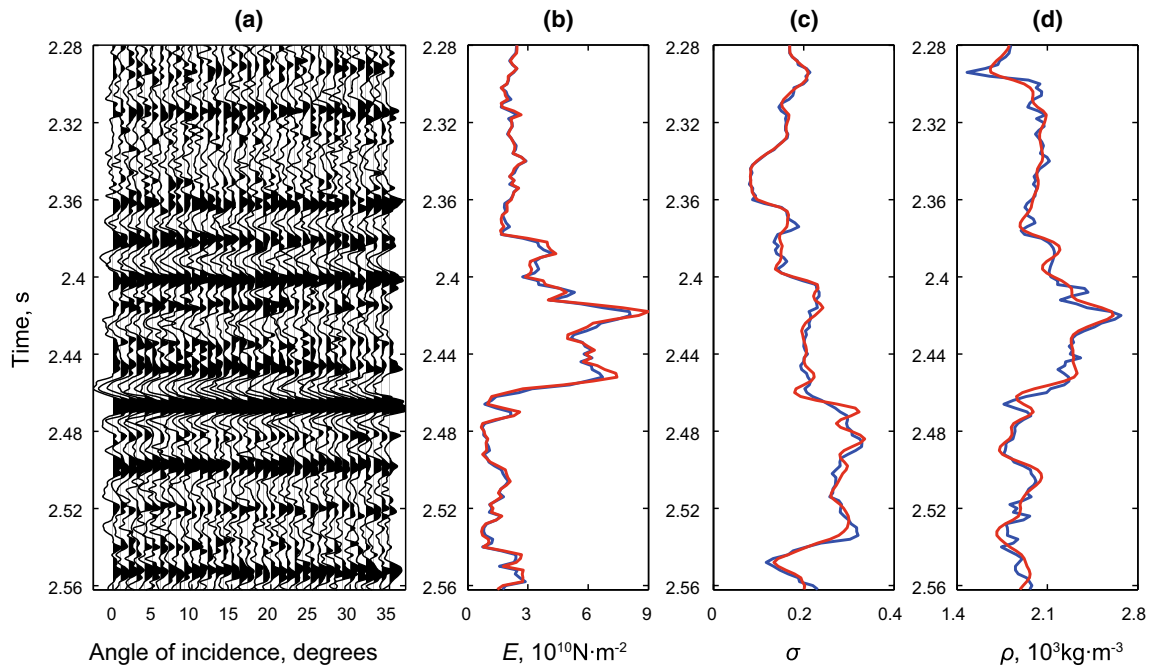 (a) (b) (c) (d)
2.28 2.28 2.28 2.28
2.32 2.32 2.32 2.32
2.36 2.36 2.36 2.36
2.4 2.4 2.4 2.4
2.44 2.44 2.44 2.44
2.48 2.48 2.48 2.48
2.52 2.52 2.52 2.52
2.56 2.56 2.56 2.56
Time, s
0 5 10 15 20 25 30 35 0 3 6 9 0 0.2 0.4 1.4 2.1 2.8
Angle of incidence, degrees E, 10¹⁰N·m⁻² σ ρ, 10³kg·m⁻³